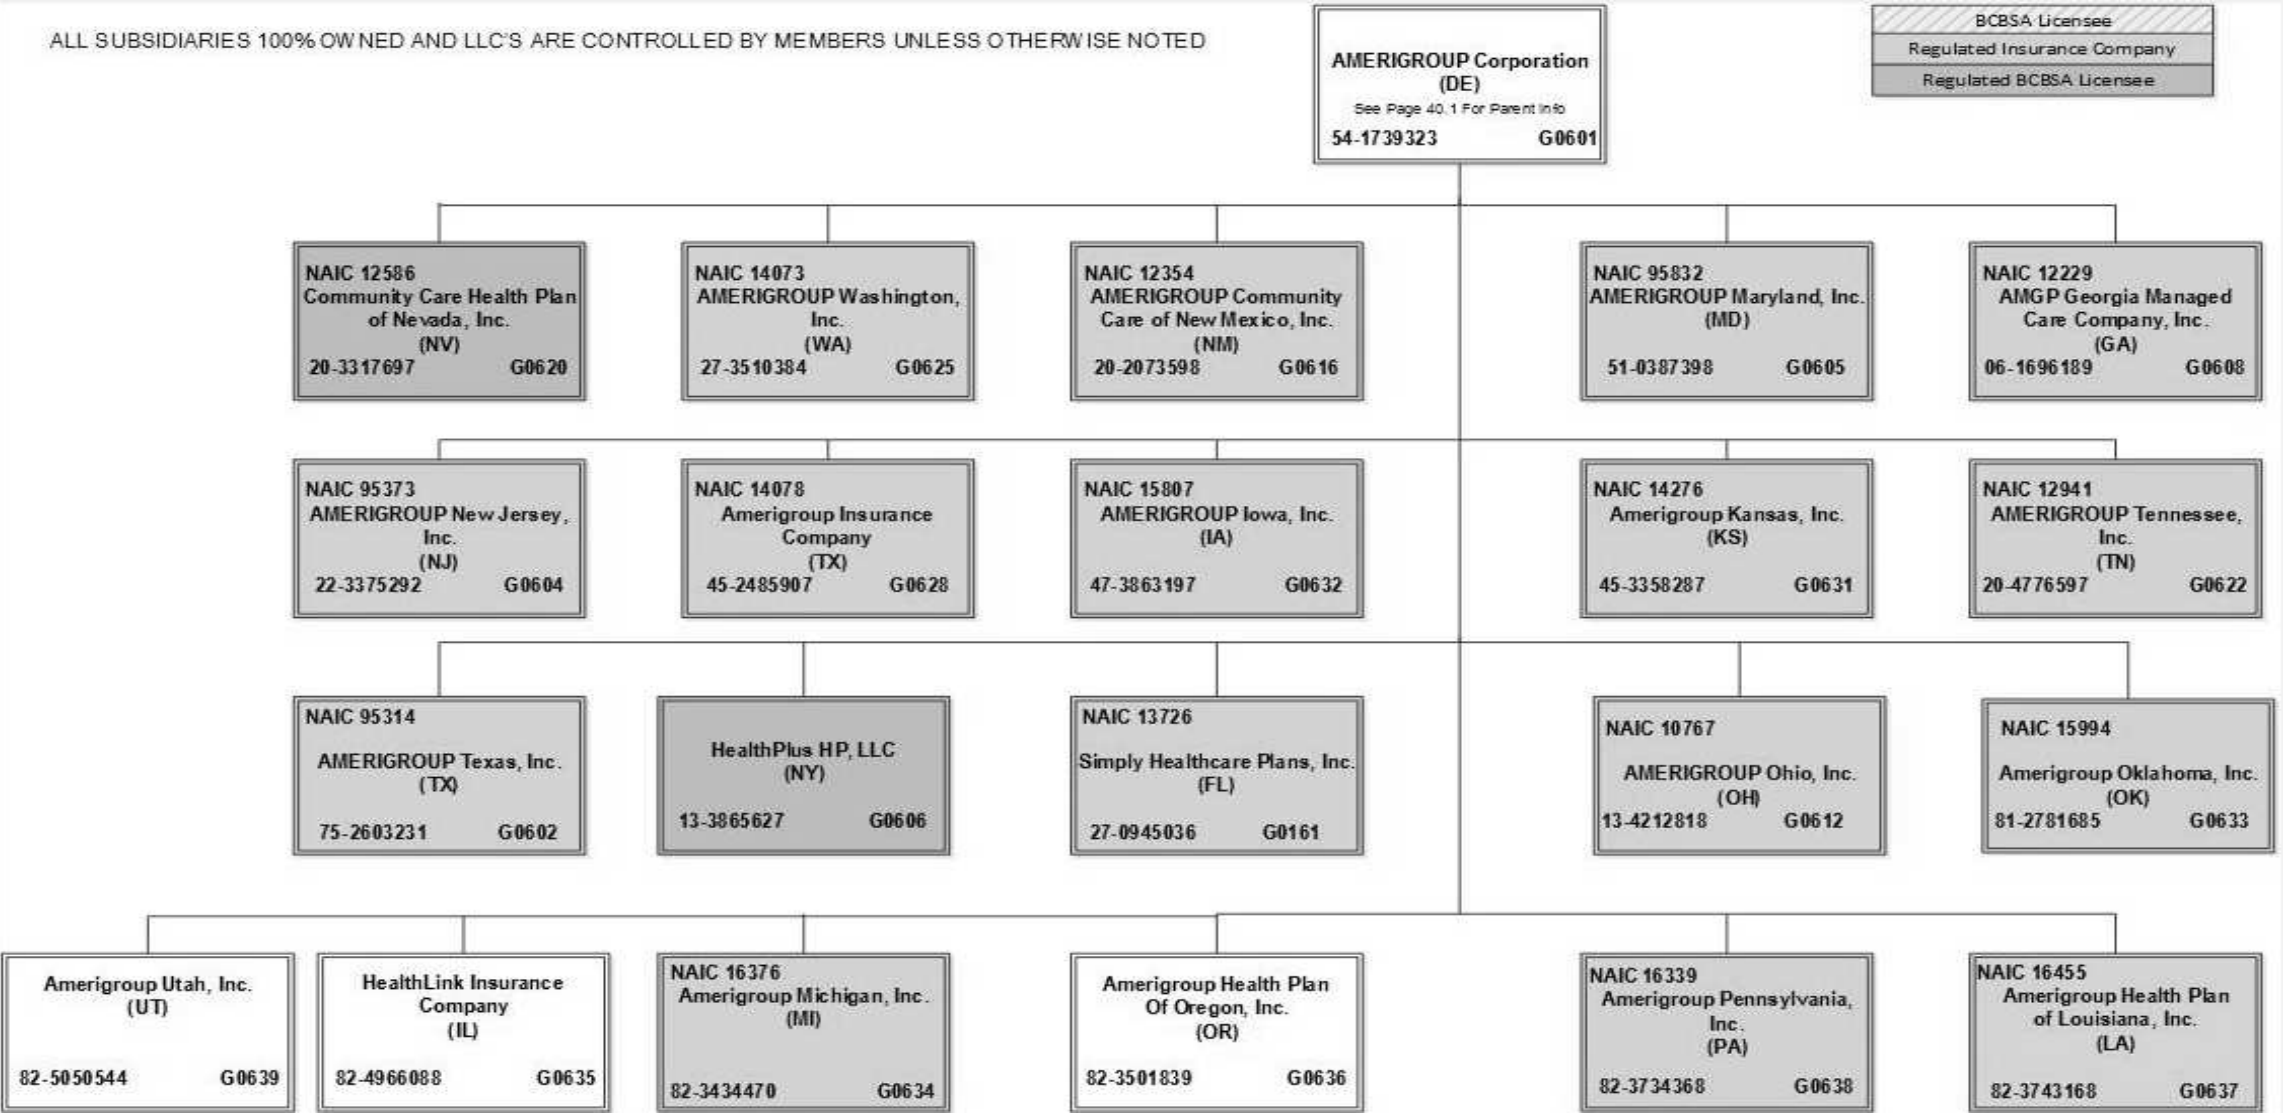 ALL SUBSIDIARIES 100% OWNED AND LLC'S ARE CONTROLLED BY MEMBERS UNLESS OTHERWISE NOTED
AMERIGROUP Corporation
(DE)
See Page 40.1 For Parent Info
54-1739323 G0601
BCBSA Licensee
Regulated Insurance Company
Regulated BCBSA Licensee
NAIC 12586
Community Care Health Plan
of Nevada, Inc.
(NV)
20-3317697 G0620
NAIC 14073
AMERIGROUP Washington,
Inc.
(WA)
27-3510384 G0625
NAIC 12354
AMERIGROUP Community
Care of New Mexico, Inc.
(NM)
20-2073598 G0616
NAIC 95832
AMERIGROUP Maryland, Inc.
(MD)
51-0387398 G0605
NAIC 12229
AMGP Georgia Managed
Care Company, Inc.
(GA)
06-1696189 G0608
NAIC 95373
AMERIGROUP New Jersey,
Inc.
(NJ)
22-3375292 G0604
NAIC 14078
Amerigroup Insurance
Company
(TX)
45-2485907 G0628
NAIC 15807
AMERIGROUP Iowa, Inc.
(IA)
47-3863197 G0632
NAIC 14276
Amerigroup Kansas, Inc.
(KS)
45-3358287 G0631
NAIC 12941
AMERIGROUP Tennessee,
Inc.
(TN)
20-4776597 G0622
NAIC 95314
AMERIGROUP Texas, Inc.
(TX)
75-2603231 G0602
HealthPlus HP, LLC
(NY)
13-3865627 G0606
NAIC 13726
Simply Healthcare Plans, Inc.
(FL)
27-0945036 G0161
NAIC 10767
AMERIGROUP Ohio, Inc.
(OH)
13-4212818 G0612
NAIC 15994
Amerigroup Oklahoma, Inc.
(OK)
81-2781685 G0633
Amerigroup Utah, Inc.
(UT)
82-5050544 G0639
HealthLink Insurance
Company
(IL)
82-4966088 G0635
NAIC 16376
Amerigroup Michigan, Inc.
(MI)
82-3434470 G0634
Amerigroup Health Plan
Of Oregon, Inc.
(OR)
82-3501839 G0636
NAIC 16339
Amerigroup Pennsylvania,
Inc.
(PA)
82-3734368 G0638
NAIC 16455
Amerigroup Health Plan
of Louisiana, Inc.
(LA)
82-3743168 G0637